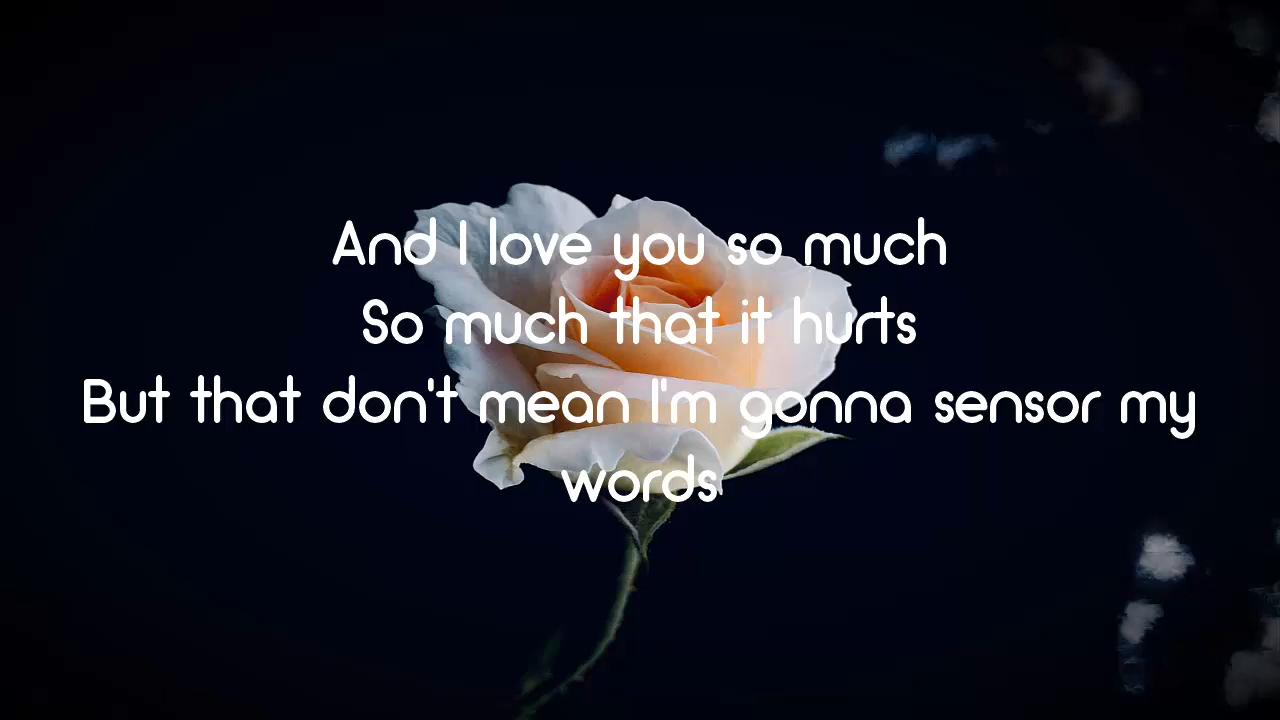 And I love you so much
So much that it hurts
But that don't mean I'm gonna sensor my
words